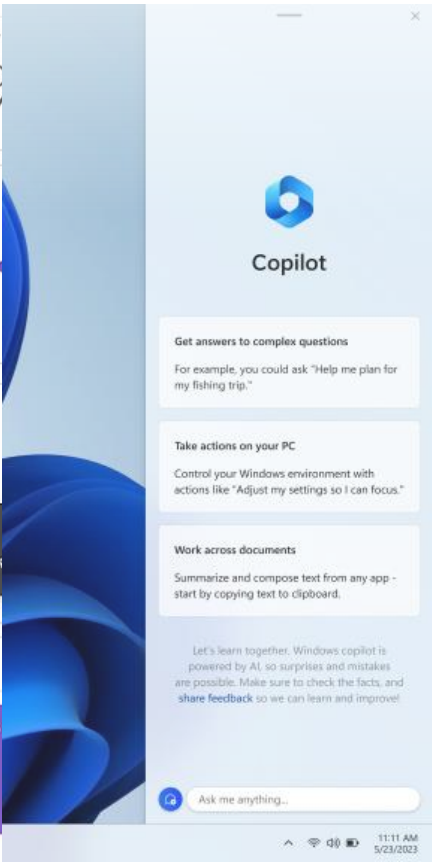 Copilot
Get answers to complex questions
For example, you could ask "Help me plan for
my fishing trip."
Take actions on your PC
Control your Windows environment with
actions like "Adjust my settings so I can focus."
Work across documents
Summarize and compose text from any app -
start by copying text to clipboard.
Let's learn together. Windows copilot is
powered by AI, so surprises and mistakes
are possible. Make sure to check the facts, and
share feedback so we can learn and improve!
Ask me anything...
11:11 AM
5/23/2023